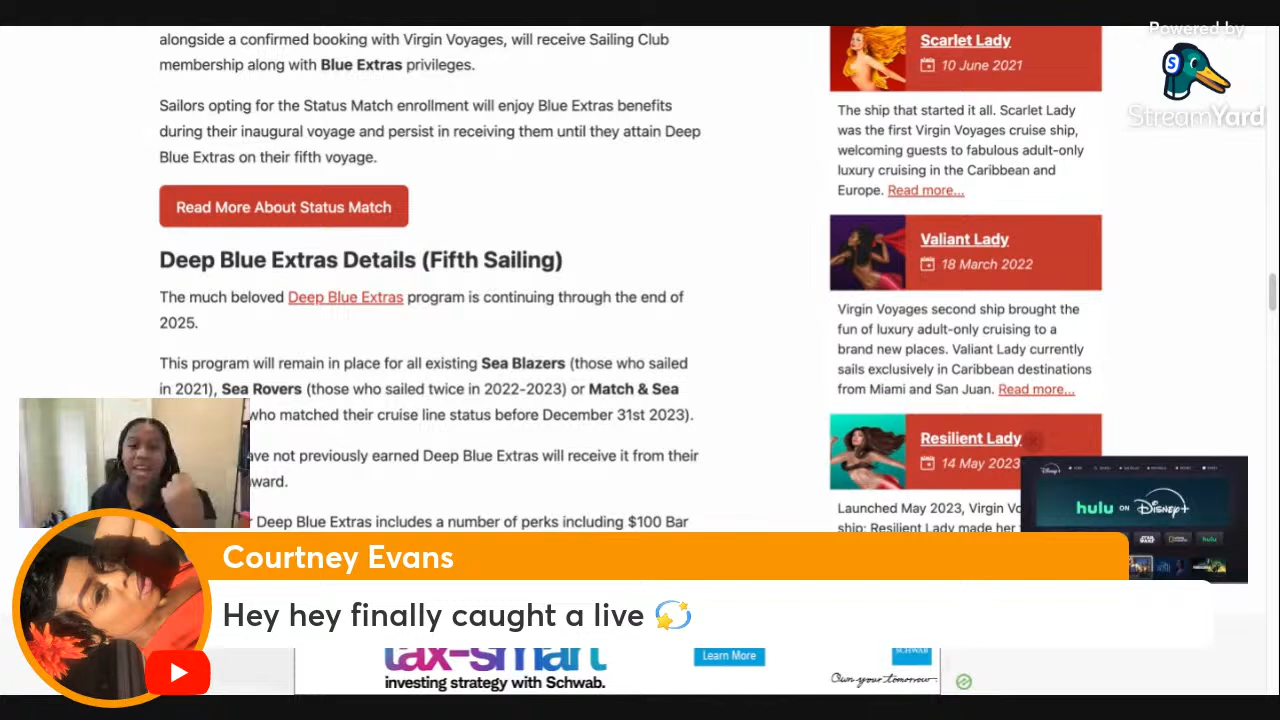 alongside a confirmed booking with Virgin Voyages, will receive Sailing Club
membership along with Blue Extras privileges.
Sailors opting for the Status Match enrollment will enjoy Blue Extras benefits
during their inaugural voyage and persist in receiving them until they attain Deep
Blue Extras on their fifth voyage.
Read More About Status Match
Deep Blue Extras Details (Fifth Sailing)
The much beloved Deep Blue Extras program is continuing through the end of
2025.
This program will remain in place for all existing Sea Blazers (those who sailed
in 2021), Sea Rovers (those who sailed twice in 2022-2023) or Match & Sea
who matched their cruise line status before December 31st 2023).
ve not previously earned Deep Blue Extras will receive it from their
ward.
Deep Blue Extras includes a number of perks including $100 Bar
Scarlet Lady
10 June 2021
The ship that started it all. Scarlet Lady
was the first Virgin Voyages cruise ship,
welcoming guests to fabulous adult-only
luxury cruising in the Caribbean and
Europe. Read more...
Valiant Lady
18 March 2022
Virgin Voyages second ship brought the
fun of luxury adult-only cruising to a
brand new places. Valiant Lady currently
sails exclusively in Caribbean destinations
from Miami and San Juan. Read more...
Resilient Lady
14 May 2023
Launched May 2023, Virgin Vo
ship: Resilient Lady made her
Powered by
StreamYard
Disney+
hulu ON Disney+
STAR WARS
hulu
Courtney Evans
Hey hey finally caught a live 💫
tax-smart
investing strategy with Schwab.
Learn More
SCHWAB
Own your tomorrow.